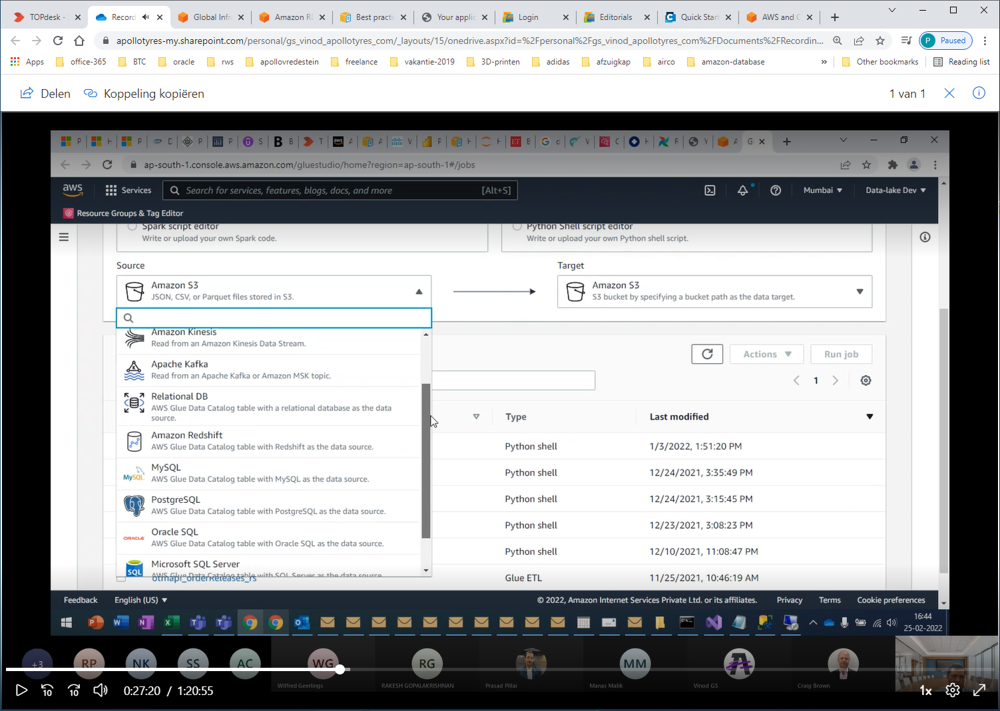 TOPdesk -
Record
Global Infra
Amazon R
Best practi
Your applic
Login
Editorials
Quick Start
AWS and C
apollotyres-my.sharepoint.com/personal/gs_vinod_apollotyres_com/_layouts/15/onedrive.aspx?id=%2Fpersonal%2Fgs_vinod_apollotyres_com%2FDocuments%2FRecordin...
P Paused
Apps office-365 BTC oracle rws apollovredestein freelance vakantie-2019 3D-printen adidas afzuigkap airco amazon-database » Other bookmarks Reading list
Delen Koppeling kopiëren 1 van 1
ap-south-1.console.aws.amazon.com/gluestudio/home?region=ap-south-1#/jobs
aws Services Search for services, features, blogs, docs, and more [Alt+S] Mumbai Data-lake Dev
Resource Groups & Tag Editor
Spark script editor
Write or upload your own Spark code.
Python Shell script editor
Write or upload your own Python shell script.
Source
Amazon S3
JSON, CSV, or Parquet files stored in S3.
Target
Amazon S3
S3 bucket by specifying a bucket path as the data target.
Amazon Kinesis
Read from an Amazon Kinesis Data Stream.
Apache Kafka
Read from an Apache Kafka or Amazon MSK topic.
Relational DB
AWS Glue Data Catalog table with a relational database as the data
source.
Amazon Redshift
AWS Glue Data Catalog table with Redshift as the data source.
MySQL
AWS Glue Data Catalog table with MySQL as the data source.
PostgreSQL
AWS Glue Data Catalog table with PostgreSQL as the data source.
ORACLE
Oracle SQL
AWS Glue Data Catalog table with Oracle SQL as the data source.
SQL
Microsoft SQL Server
AWS Glue Data Catalog table with SQL Server as the data source.
otmapi_orderReleases_rs
Actions Run job
1
Type Last modified
Python shell 1/3/2022, 1:51:20 PM
Python shell 12/24/2021, 3:35:49 PM
Python shell 12/24/2021, 3:15:45 PM
Python shell 12/23/2021, 3:08:23 PM
Python shell 12/10/2021, 11:08:47 PM
Glue ETL 11/25/2021, 10:46:19 AM
Feedback English (US) © 2022, Amazon Internet Services Private Ltd. or its affiliates. Privacy Terms Cookie preferences
16:44
25-02-2022
+3 RP NK SS AC WG RG MM
Wilfred Geerlings RAKESH GOPALAKRISHNAN Prasad Pillai Manas Malik Vinod GS Craig Brown
10 10 0:27:20 / 1:20:55 1x